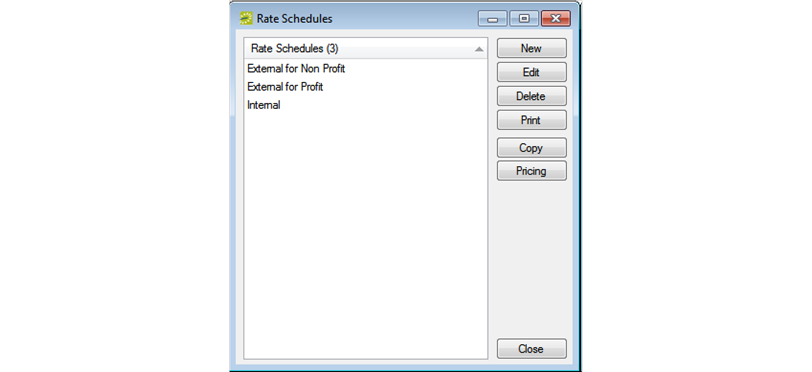 Rate Schedules
Rate Schedules (3)
External for Non Profit
External for Profit
Internal
New
Edit
Delete
Print
Copy
Pricing
Close